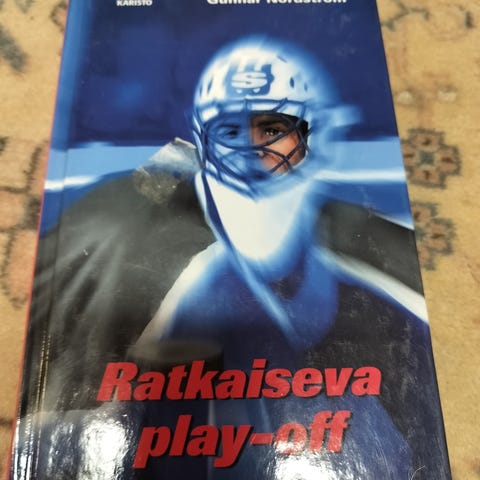 KARISTO
Gunnar Nordström
S
Ratkaiseva
play-off